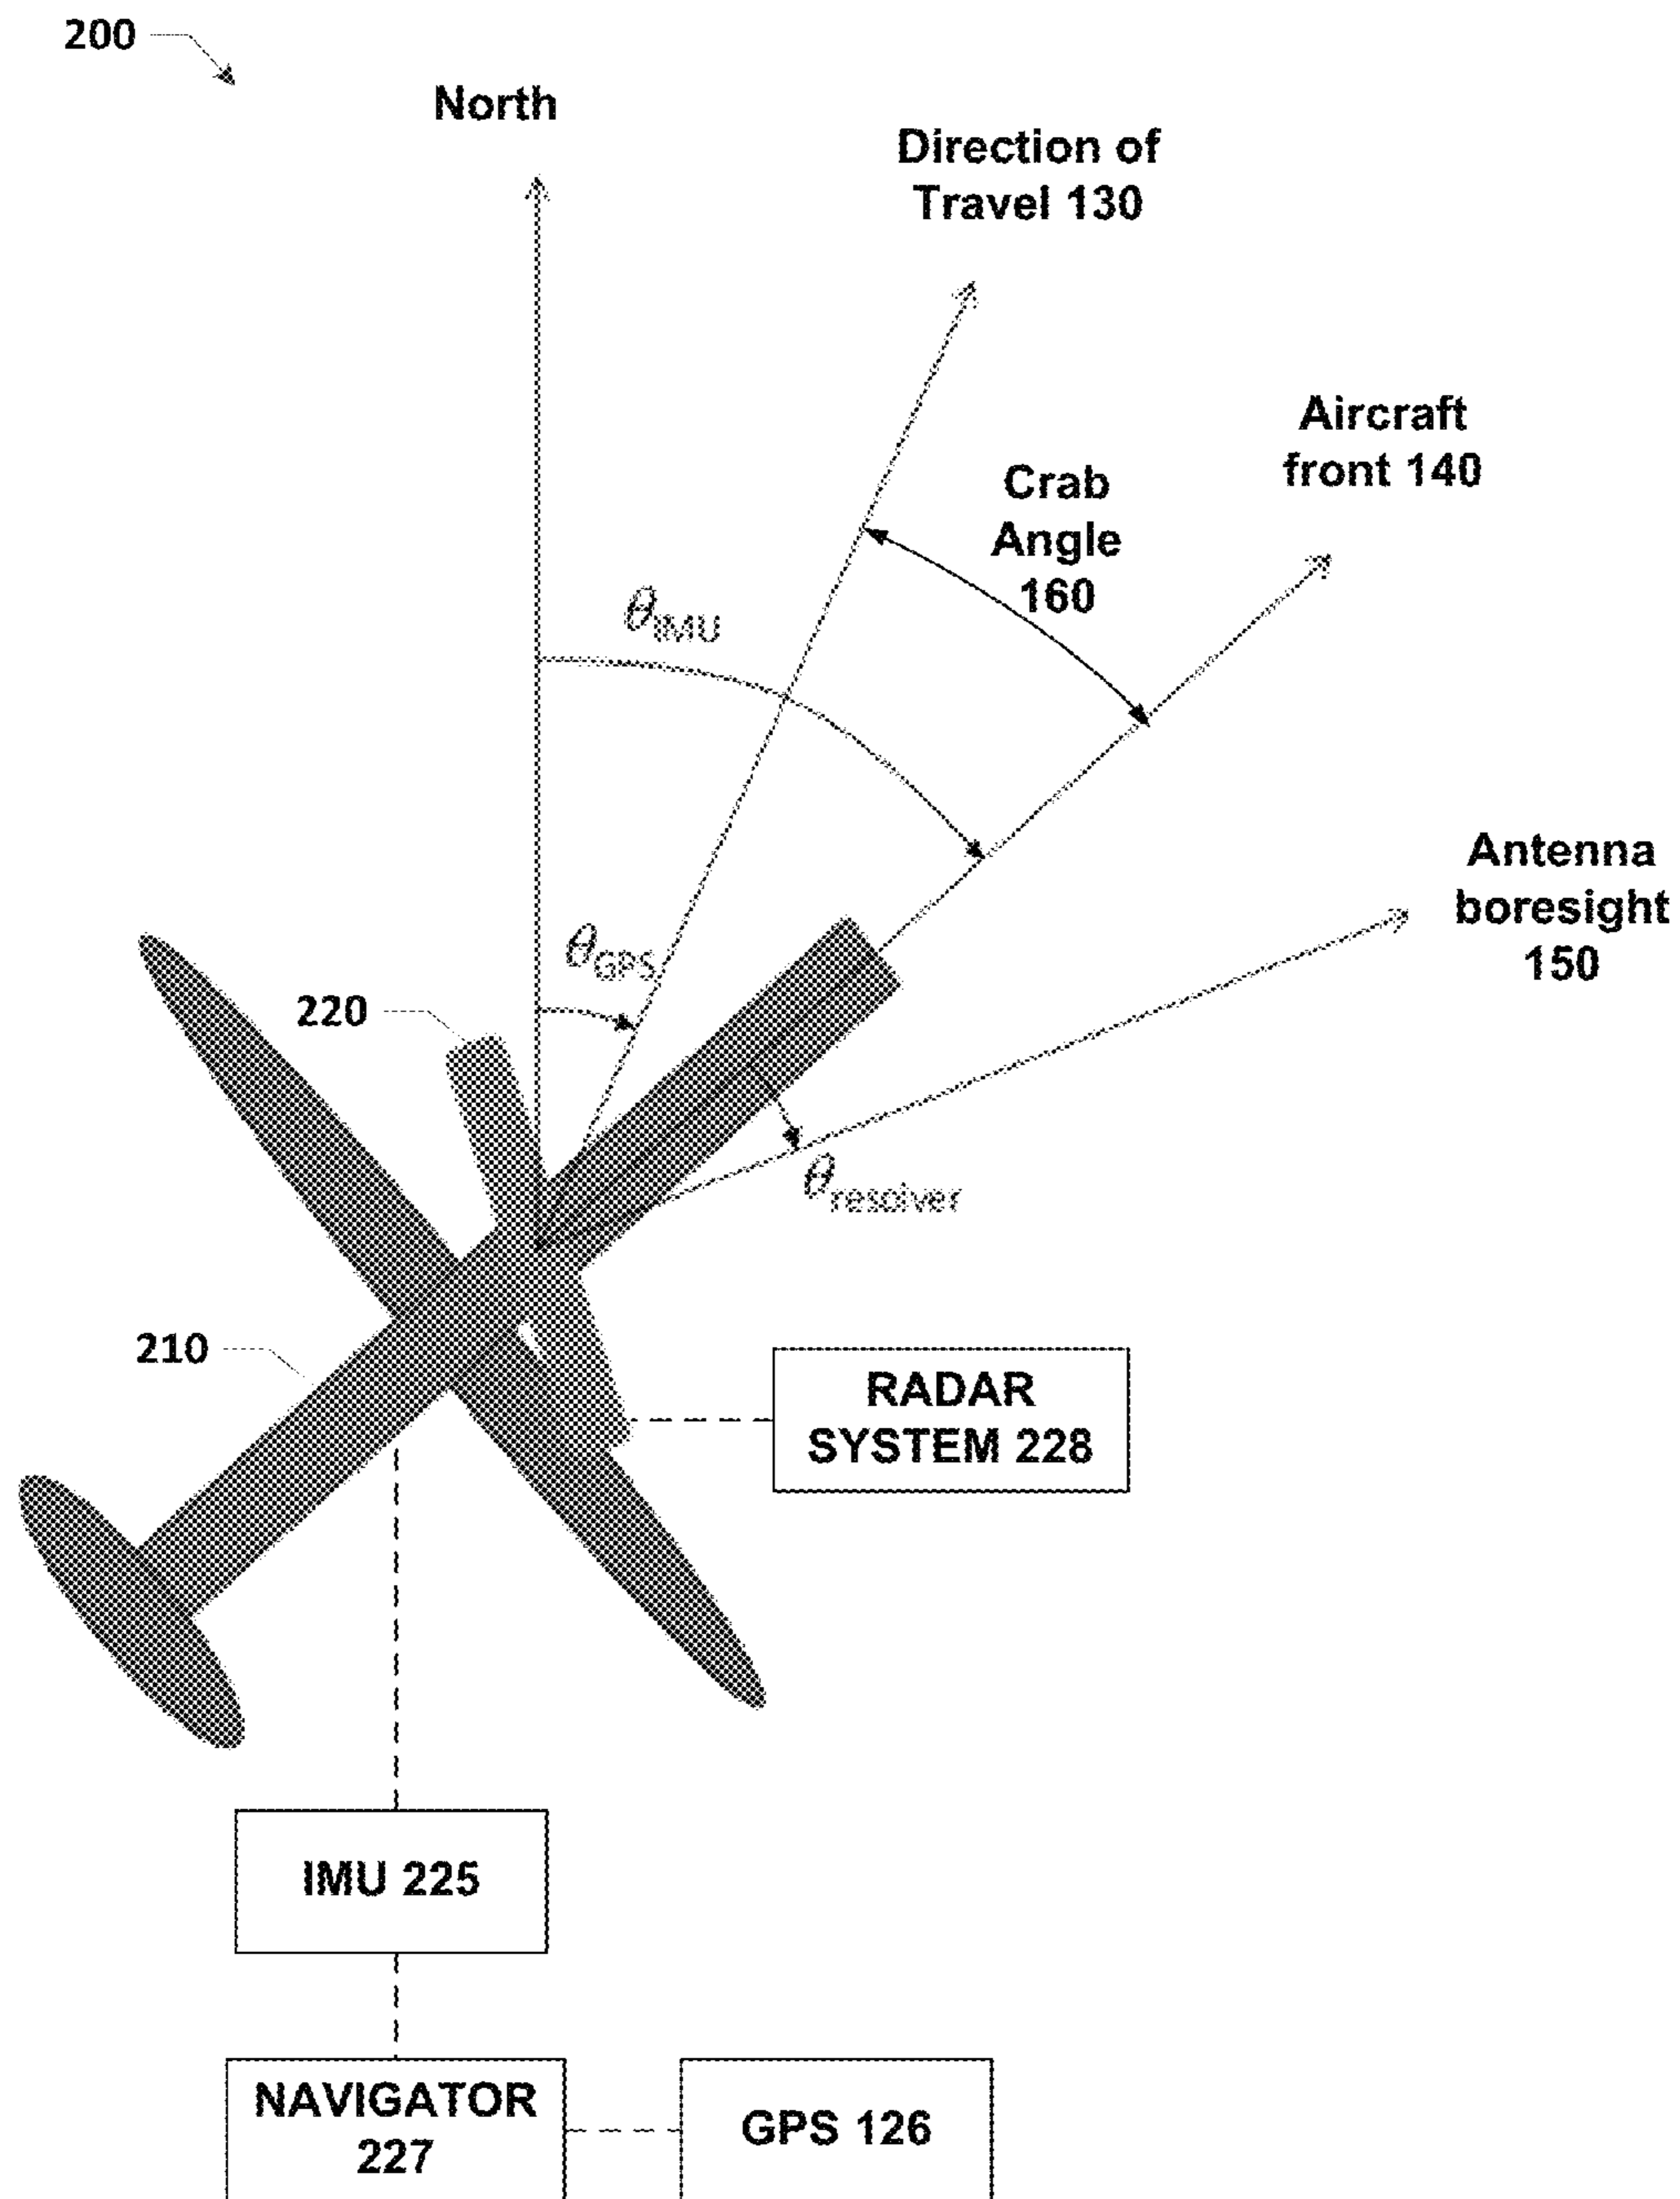 200
North
Direction of
Travel 130
Aircraft
front 140
Crab
Angle
160
θIMU
Antenna
boresight
150
θGPS
220
θresolver
210
RADAR
SYSTEM 228
IMU 225
NAVIGATOR
227
GPS 126